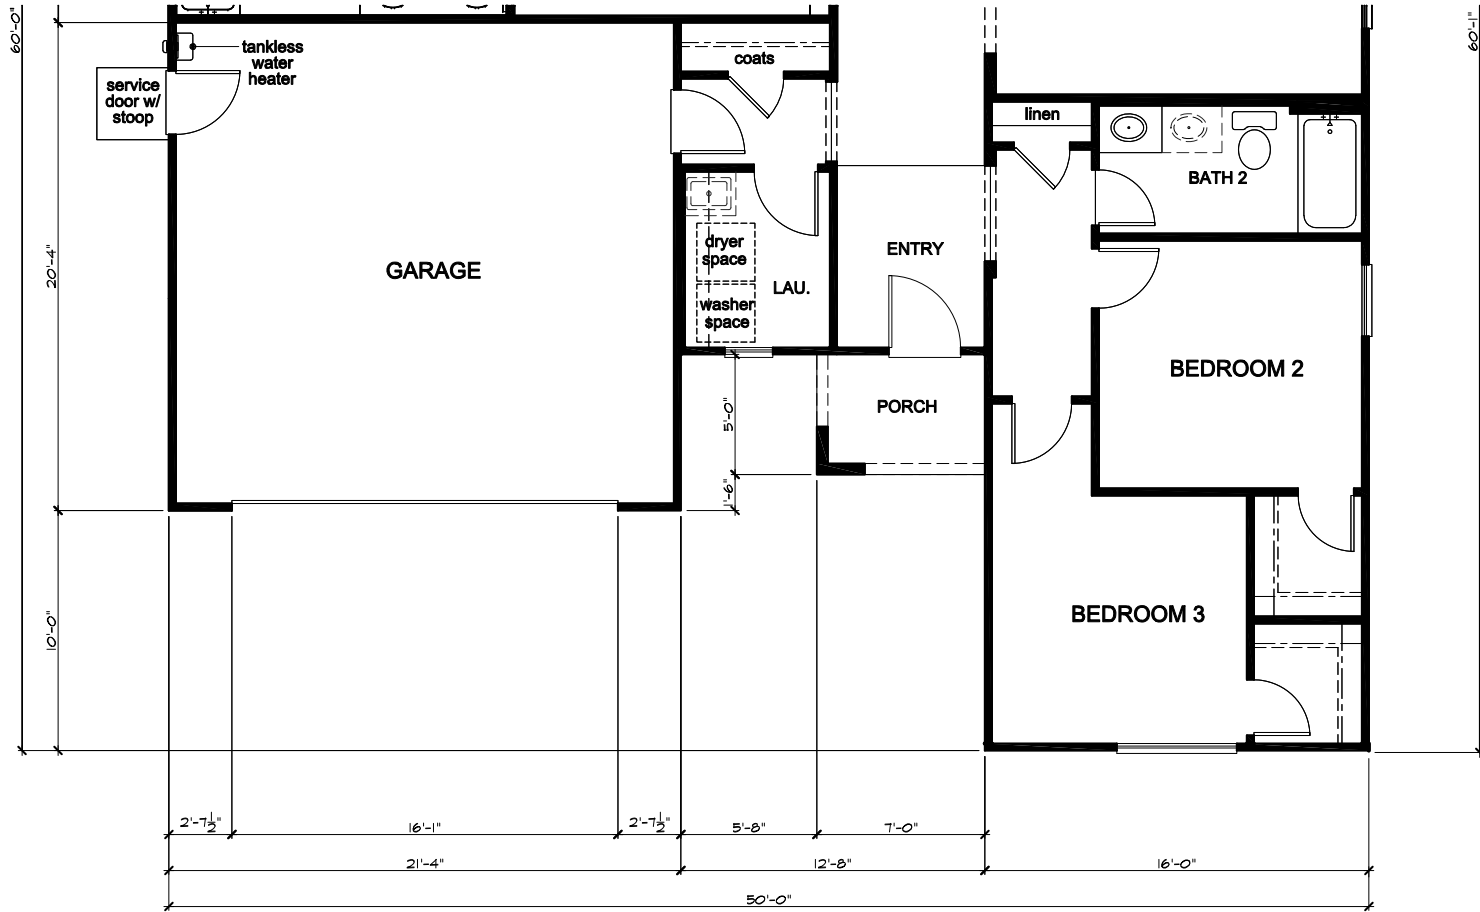 60'-0"
60'-1"
tankless
water
heater
coats
service
door w/
stoop
linen
BATH 2
20'-4"
GARAGE
dryer
space
ENTRY
LAU.
washer
space
BEDROOM 2
PORCH
5'-0"
1'-6"
10'-0"
BEDROOM 3
2'-7½"
16'-1"
2'-7½"
5'-8"
7'-0"
21'-4"
12'-8"
16'-0"
50'-0"